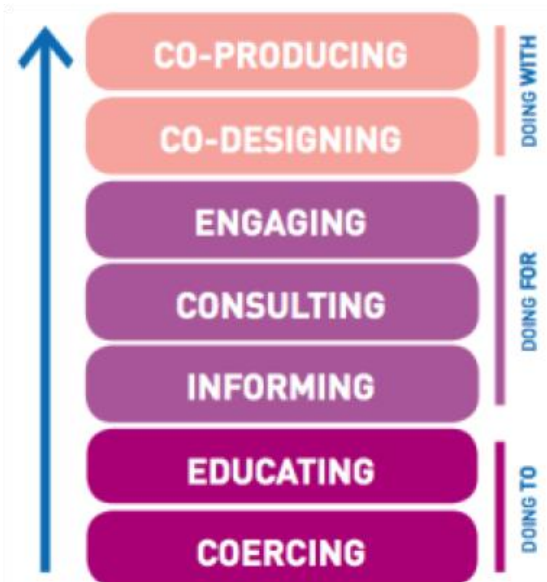 CO-PRODUCING
CO-DESIGNING
DOING WITH
ENGAGING
CONSULTING
INFORMING
DOING FOR
EDUCATING
COERCING
DOING TO